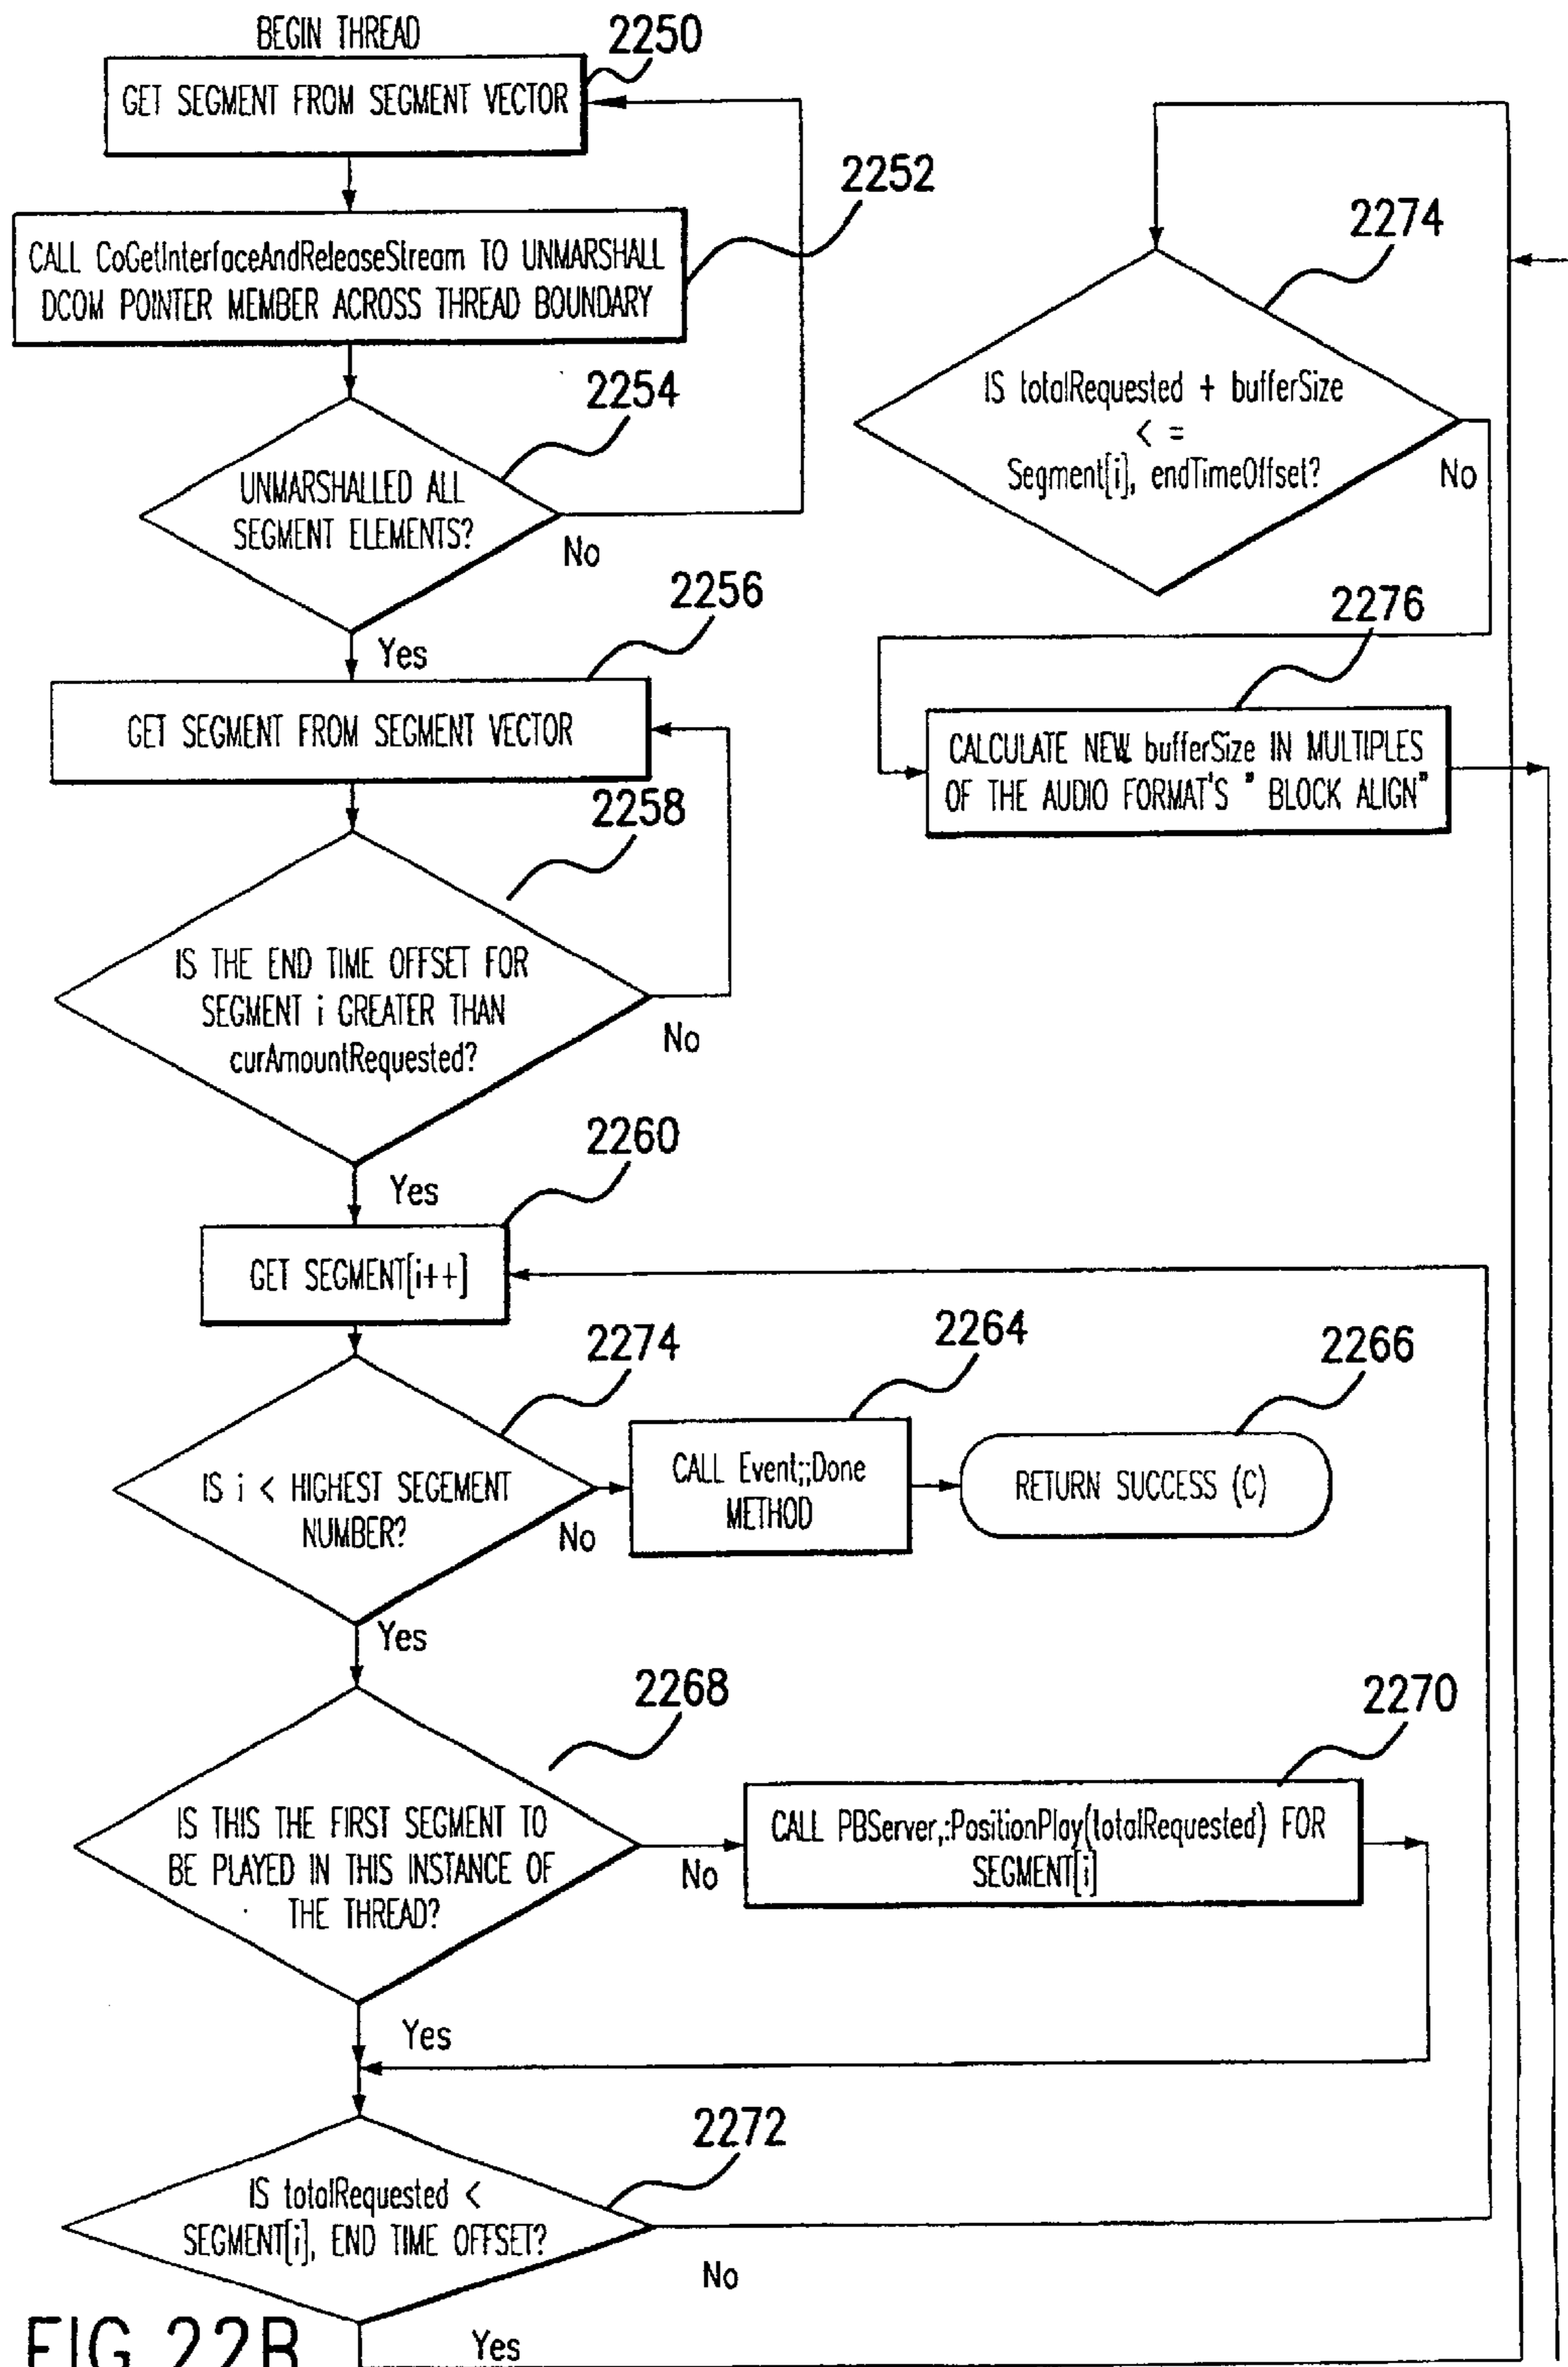 BEGIN THREAD
2250
GET SEGMENT FROM SEGMENT VECTOR
2252
CALL CoGetInterfaceAndReleaseStream TO UNMARSHALL
DCOM POINTER MEMBER ACROSS THREAD BOUNDARY
2254
UNMARSHALLED ALL
SEGMENT ELEMENTS?
No
Yes
2256
GET SEGMENT FROM SEGMENT VECTOR
2258
IS THE END TIME OFFSET FOR
SEGMENT i GREATER THAN
curAmountRequested?
No
Yes
2260
GET SEGMENT[i++]
2274
IS i < HIGHEST SEGEMENT
NUMBER?
No
Yes
2264
CALL Event;;Done
METHOD
2266
RETURN SUCCESS (C)
2268
IS THIS THE FIRST SEGMENT TO
BE PLAYED IN THIS INSTANCE OF
THE THREAD?
No
Yes
2270
CALL PBServer,:PositionPlay(totalRequested) FOR
SEGMENT[i]
2272
IS totalRequested <
SEGMENT[i], END TIME OFFSET?
No
Yes
2274
IS totalRequested + bufferSize
< =
Segment[i], endTimeOffset?
No
2276
CALCULATE NEW bufferSize IN MULTIPLES
OF THE AUDIO FORMAT'S " BLOCK ALIGN"
FIG.22B